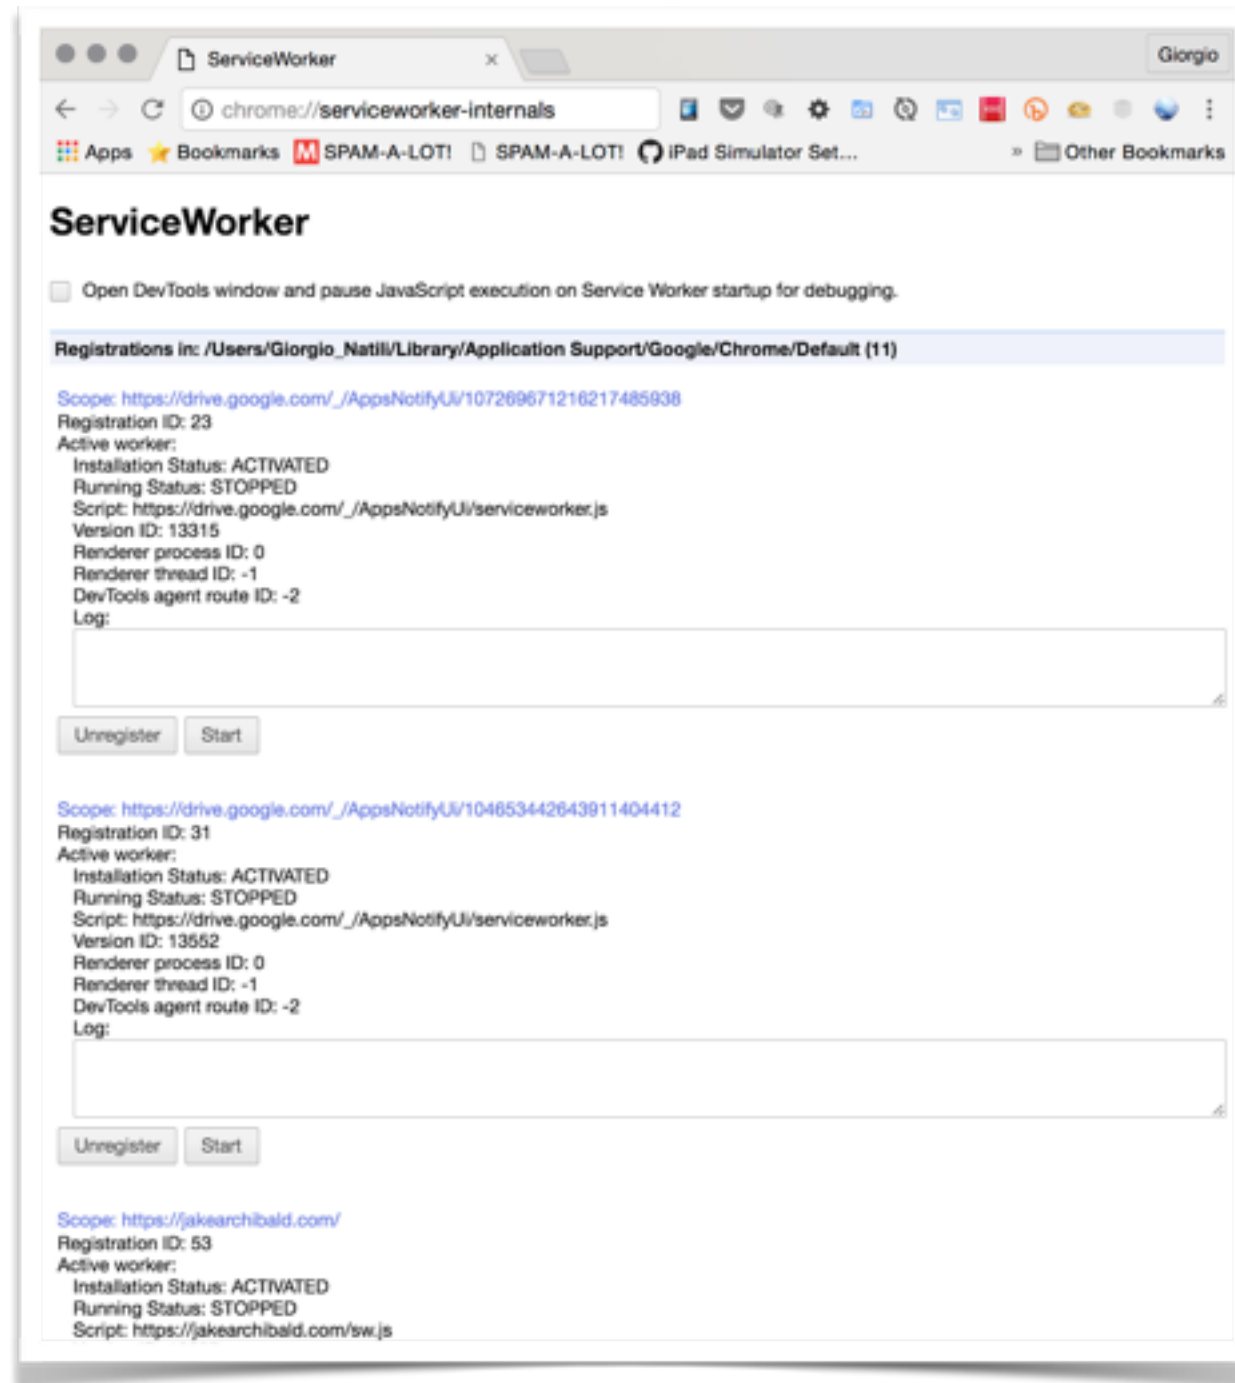 ServiceWorker
Giorgio
chrome://serviceworker-internals
Apps Bookmarks SPAM-A-LOT! SPAM-A-LOT! iPad Simulator Set... » Other Bookmarks
ServiceWorker
Open DevTools window and pause JavaScript execution on Service Worker startup for debugging.
Registrations in: /Users/Giorgio_Natili/Library/Application Support/Google/Chrome/Default (11)
Scope: https://drive.google.com/_/AppsNotifyUi/107269671216217485938
Registration ID: 23
Active worker:
Installation Status: ACTIVATED
Running Status: STOPPED
Script: https://drive.google.com/_/AppsNotifyUi/serviceworker.js
Version ID: 13315
Renderer process ID: 0
Renderer thread ID: -1
DevTools agent route ID: -2
Log:
Unregister Start
Scope: https://drive.google.com/_/AppsNotifyUi/104653442643911404412
Registration ID: 31
Active worker:
Installation Status: ACTIVATED
Running Status: STOPPED
Script: https://drive.google.com/_/AppsNotifyUi/serviceworker.js
Version ID: 13552
Renderer process ID: 0
Renderer thread ID: -1
DevTools agent route ID: -2
Log:
Unregister Start
Scope: https://jakearchibald.com/
Registration ID: 53
Active worker:
Installation Status: ACTIVATED
Running Status: STOPPED
Script: https://jakearchibald.com/sw.js